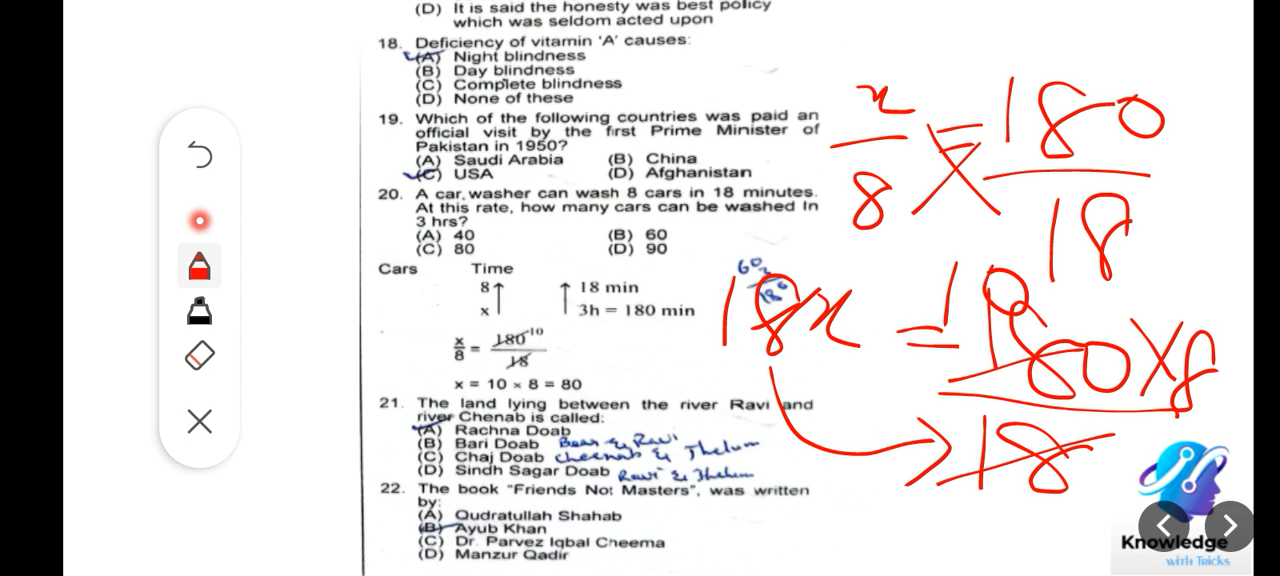 (D) It is said the honesty was best policy
which was seldom acted upon
18. Deficiency of vitamin 'A' causes:
(A) Night blindness
(B) Day blindness
(C) Complete blindness
(D) None of these
19. Which of the following countries was paid an
official visit by the first Prime Minister of
Pakistan in 1950?
(A) Saudi Arabia (B) China
(C) USA (D) Afghanistan
20. A car, washer can wash 8 cars in 18 minutes.
At this rate, how many cars can be washed In
3 hrs?
(A) 40 (B) 60
(C) 80 (D) 90
Cars Time
8↑ ↑ 18 min
x 3h = 180 min
x/8 = 180 10/18
x = 10 × 8 = 80
21. The land lying between the river Ravi and
river Chenab is called:
(A) Rachna Doab
(B) Bari Doab Beas & Ravi
(C) Chaj Doab Cheenab & Jhelum
(D) Sindh Sagar Doab
22. The book "Friends Not Masters", was written
by:
(A) Qudratullah Shahab
(B) Ayub Khan
(C) Dr. Parvez Iqbal Cheema
(D) Manzur Qadir
x/8 = 180/18
18x = 180 × 8
18
Knowledge
with Tricks